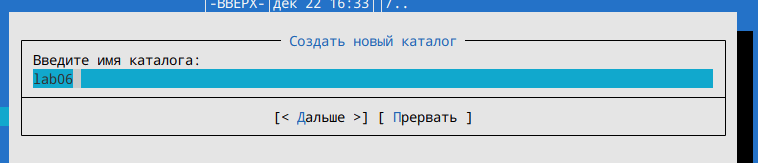 -ВВЕРХ-|дек 22 16:33|/..
Создать новый каталог
Введите имя каталога:
lab06
[< Дальше >] [ Прервать ]